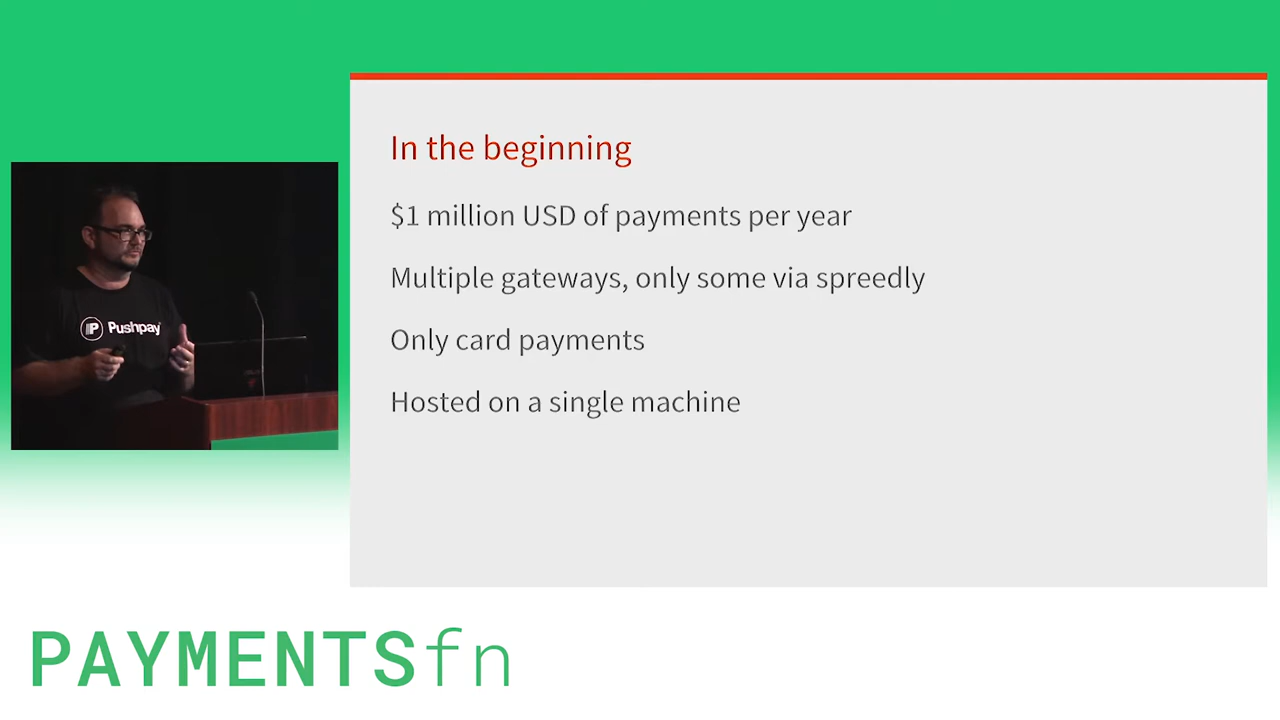 In the beginning
$1 million USD of payments per year
Multiple gateways, only some via spreedly
Only card payments
Hosted on a single machine
Pushpay
PAYMENTSfn